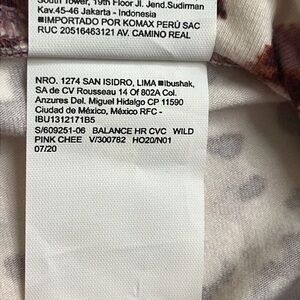 South Tower, 19th Floor Jl. Jend.Sudirman
Kav.45-46 Jakarta - Indonesia
■IMPORTADO POR KOMAX PERÚ SAC
RUC 20516463121 AV. CAMINO REAL
NRO. 1274 SAN ISIDRO, LIMA ■Ibushak,
SA de CV Rousseau 14 Of 802A Col.
Anzures Del. Miguel Hidalgo CP 11590
Ciudad de México, México RFC -
IBU1312171B5
S/609251-06 BALANCE HR CVC WILD
PINK CHEE V/300762 HO20/N01
07/20